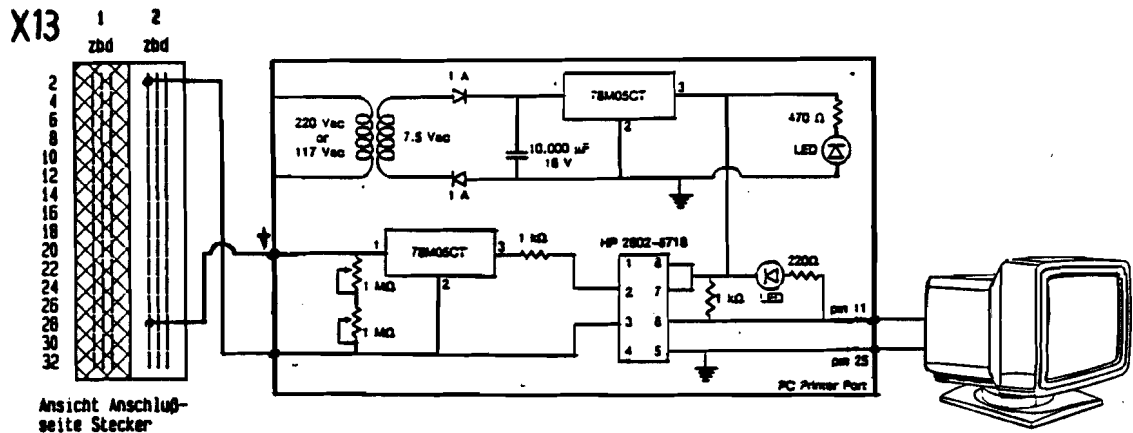 X13
1 2
zbd zbd
2
4
6
8
10
12
14
16
18
20
22
24
26
28
30
32
Ansicht Anschluß-
seite Stecker
220 Vac
or
117 Vac
7.5 Vac
1 A
1 A
10.000 µF
16 V
78M05CT
3
2
470 Ω
LED
1
78M05CT
3
2
1 kΩ
1 MΩ
1 MΩ
1 8
2 7
3 6
4 5
1 kΩ
220Ω
LED
pin 11
pin 25
PC Printer Port